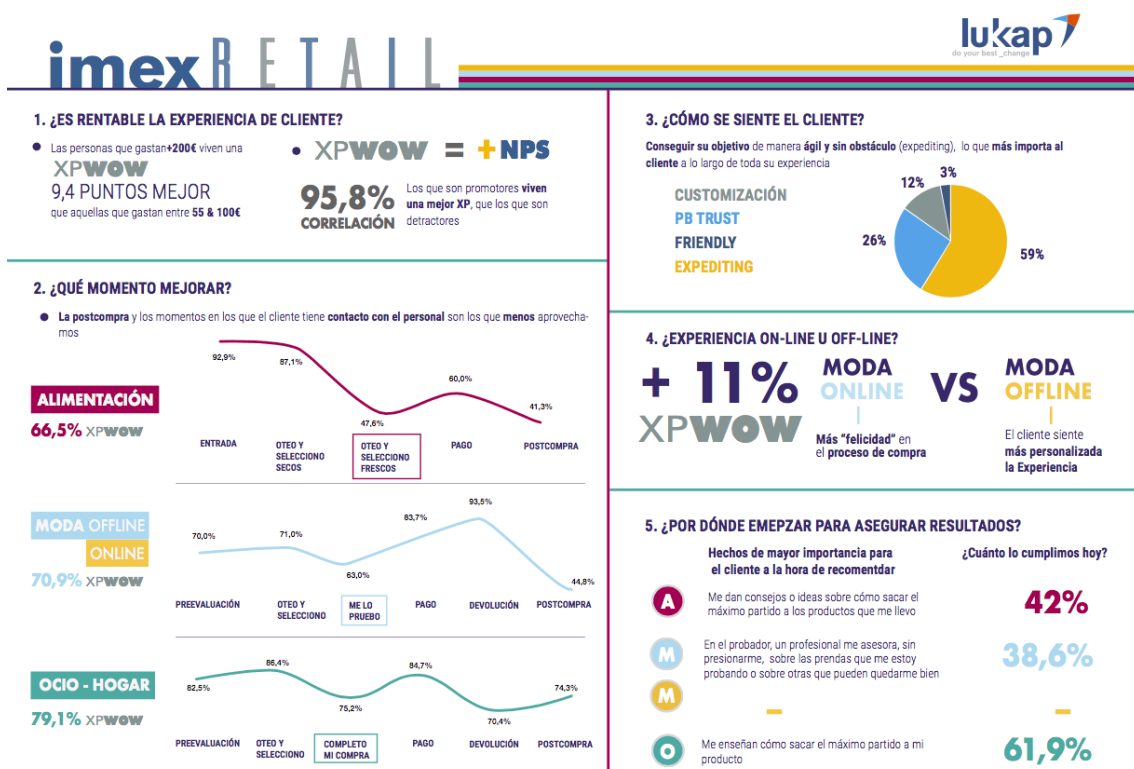 imexRETAIL
lukap
do your best _change
1. ¿ES RENTABLE LA EXPERIENCIA DE CLIENTE?
Las personas que gastan+200€ viven una
XPWOW
9,4 PUNTOS MEJOR
que aquellas que gastan entre 55 & 100€
XPWOW = + NPS
95,8%
CORRELACIÓN
Los que son promotores viven
una mejor XP, que los que son
detractores
2. ¿QUÉ MOMENTO MEJORAR?
La postcompra y los momentos en los que el cliente tiene contacto con el personal son los que menos aprovecha-
mos
ALIMENTACIÓN
66,5% XPWOW
92,9%
87,1%
47,6%
60,0%
41,3%
ENTRADA
OTEO Y
SELECCIONO
SECOS
OTEO Y
SELECCIONO
FRESCOS
PAGO
POSTCOMPRA
MODA OFFLINE
ONLINE
70,9% XPWOW
70,0%
71,0%
63,0%
83,7%
93,5%
44,8%
PREEVALUACIÓN
OTEO Y
SELECCIONO
ME LO
PRUEBO
PAGO
DEVOLUCIÓN
POSTCOMPRA
OCIO - HOGAR
79,1% XPWOW
82,5%
86,4%
75,2%
84,7%
70,4%
74,3%
PREEVALUACIÓN
OTEO Y
SELECCIONO
COMPLETO
MI COMPRA
PAGO
DEVOLUCIÓN
POSTCOMPRA
3. ¿CÓMO SE SIENTE EL CLIENTE?
Conseguir su objetivo de manera ágil y sin obstáculo (expediting), lo que más importa al
cliente a lo largo de toda su experiencia
CUSTOMIZACIÓN
PB TRUST
FRIENDLY
EXPEDITING
12%
3%
26%
59%
4. ¿EXPERIENCIA ON-LINE U OFF-LINE?
+ 11%
XPWOW
MODA
ONLINE
Más "felicidad" en
el proceso de compra
VS
MODA
OFFLINE
El cliente siente
más personalizada
la Experiencia
5. ¿POR DÓNDE EMEPZAR PARA ASEGURAR RESULTADOS?
Hechos de mayor importancia para
el cliente a la hora de recomentdar
¿Cuánto lo cumplimos hoy?
A
Me dan consejos o ideas sobre cómo sacar el
máximo partido a los productos que me llevo
42%
M
En el probador, un profesional me asesora, sin
presionarme, sobre las prendas que me estoy
probando o sobre otras que pueden quedarme bien
38,6%
M
–
–
O
Me enseñan cómo sacar el máximo partido a mi
producto
61,9%